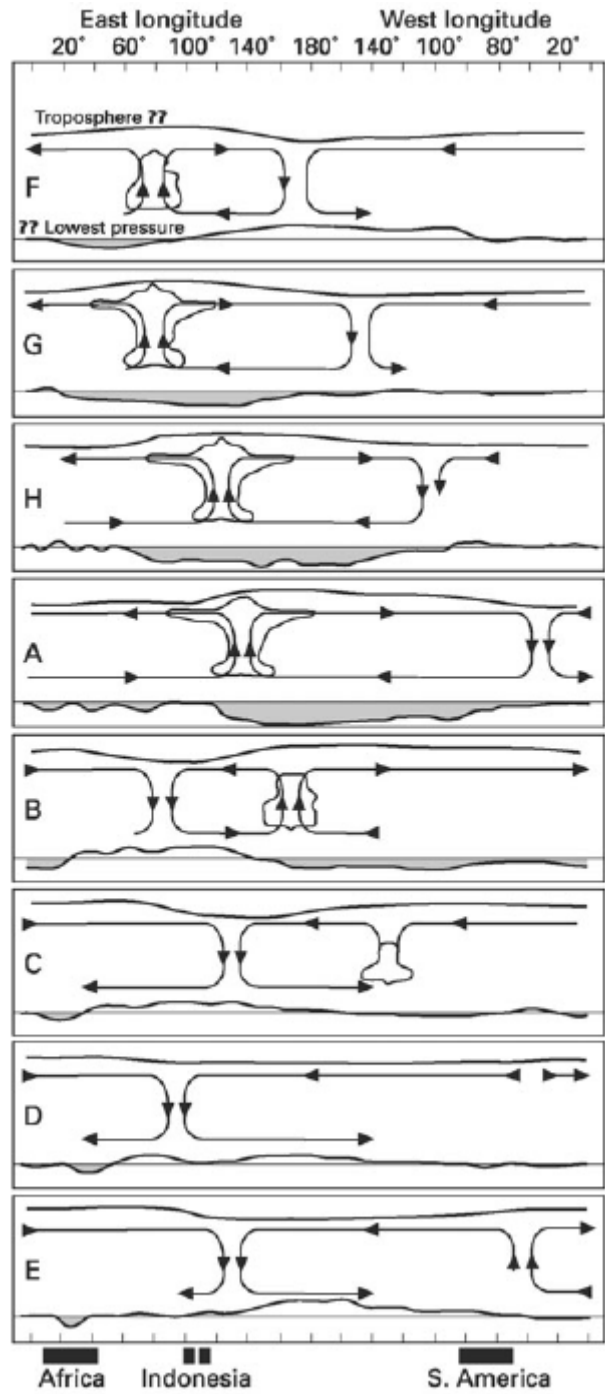 East longitude West longitude
20° 60° 100° 140° 180° 140° 100° 80° 20°
Troposphere ??
F
?? Lowest pressure
G
H
A
B
C
D
E
Africa Indonesia S. America